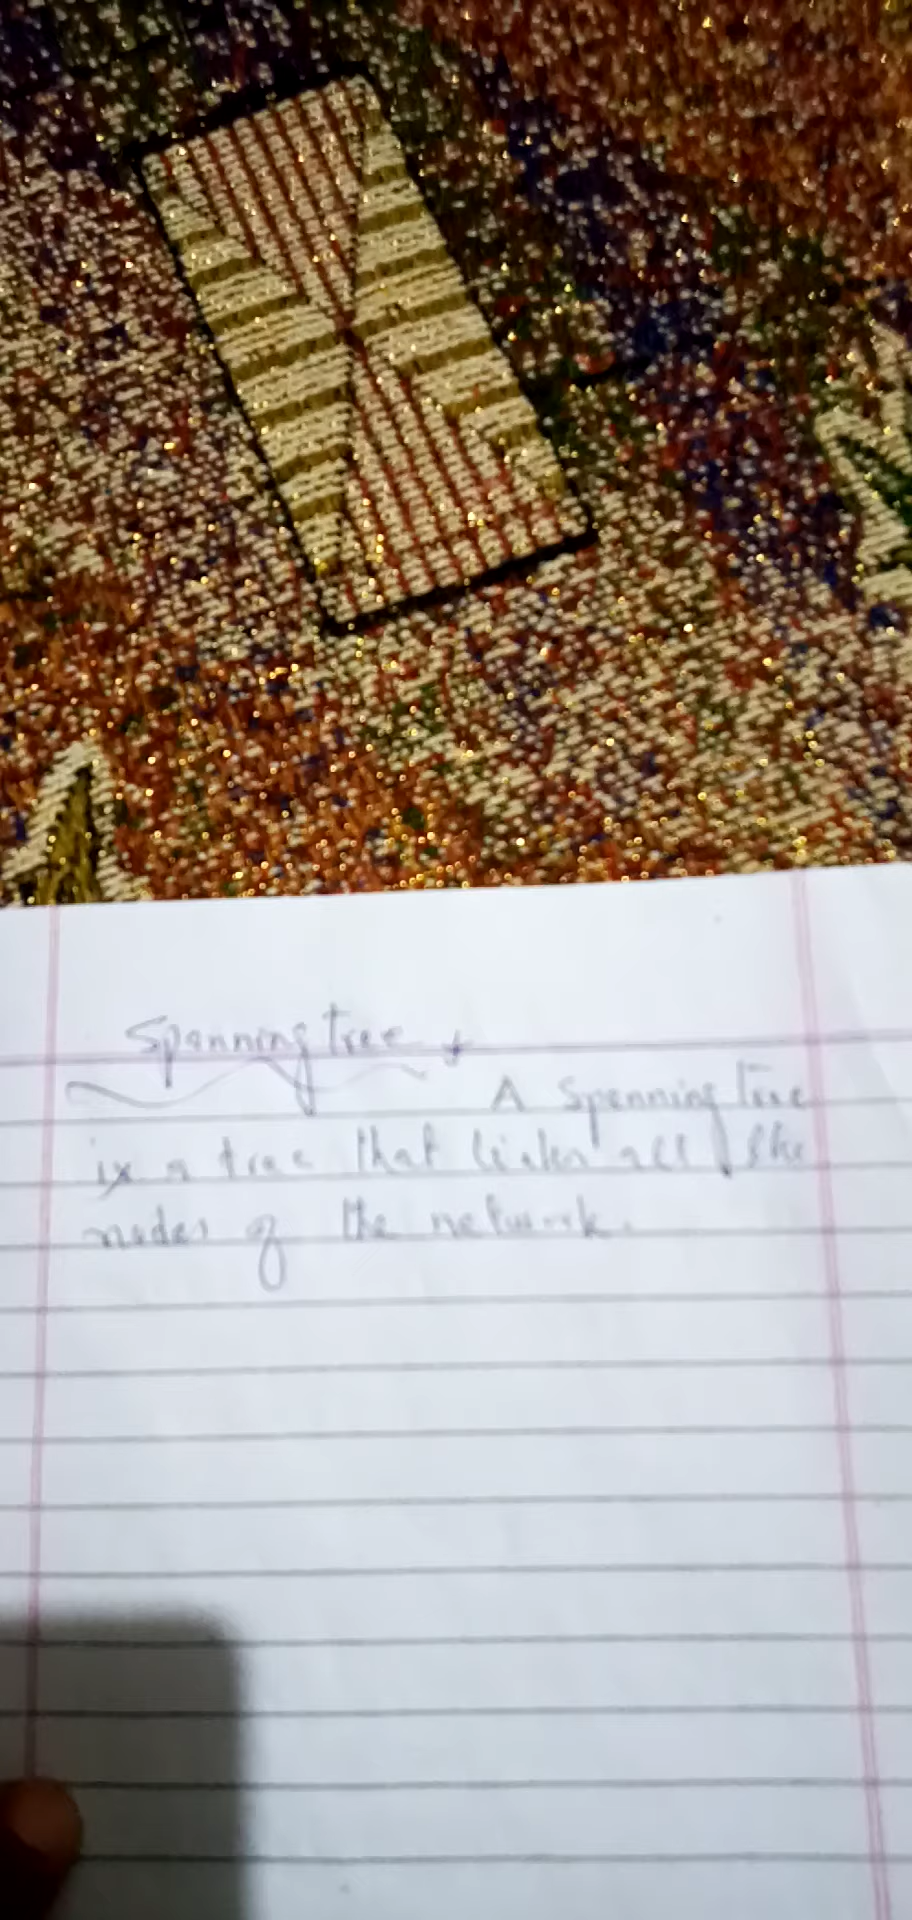 Spanning tree
A Spanning Tree
is a tree that links all the
nodes of the network.